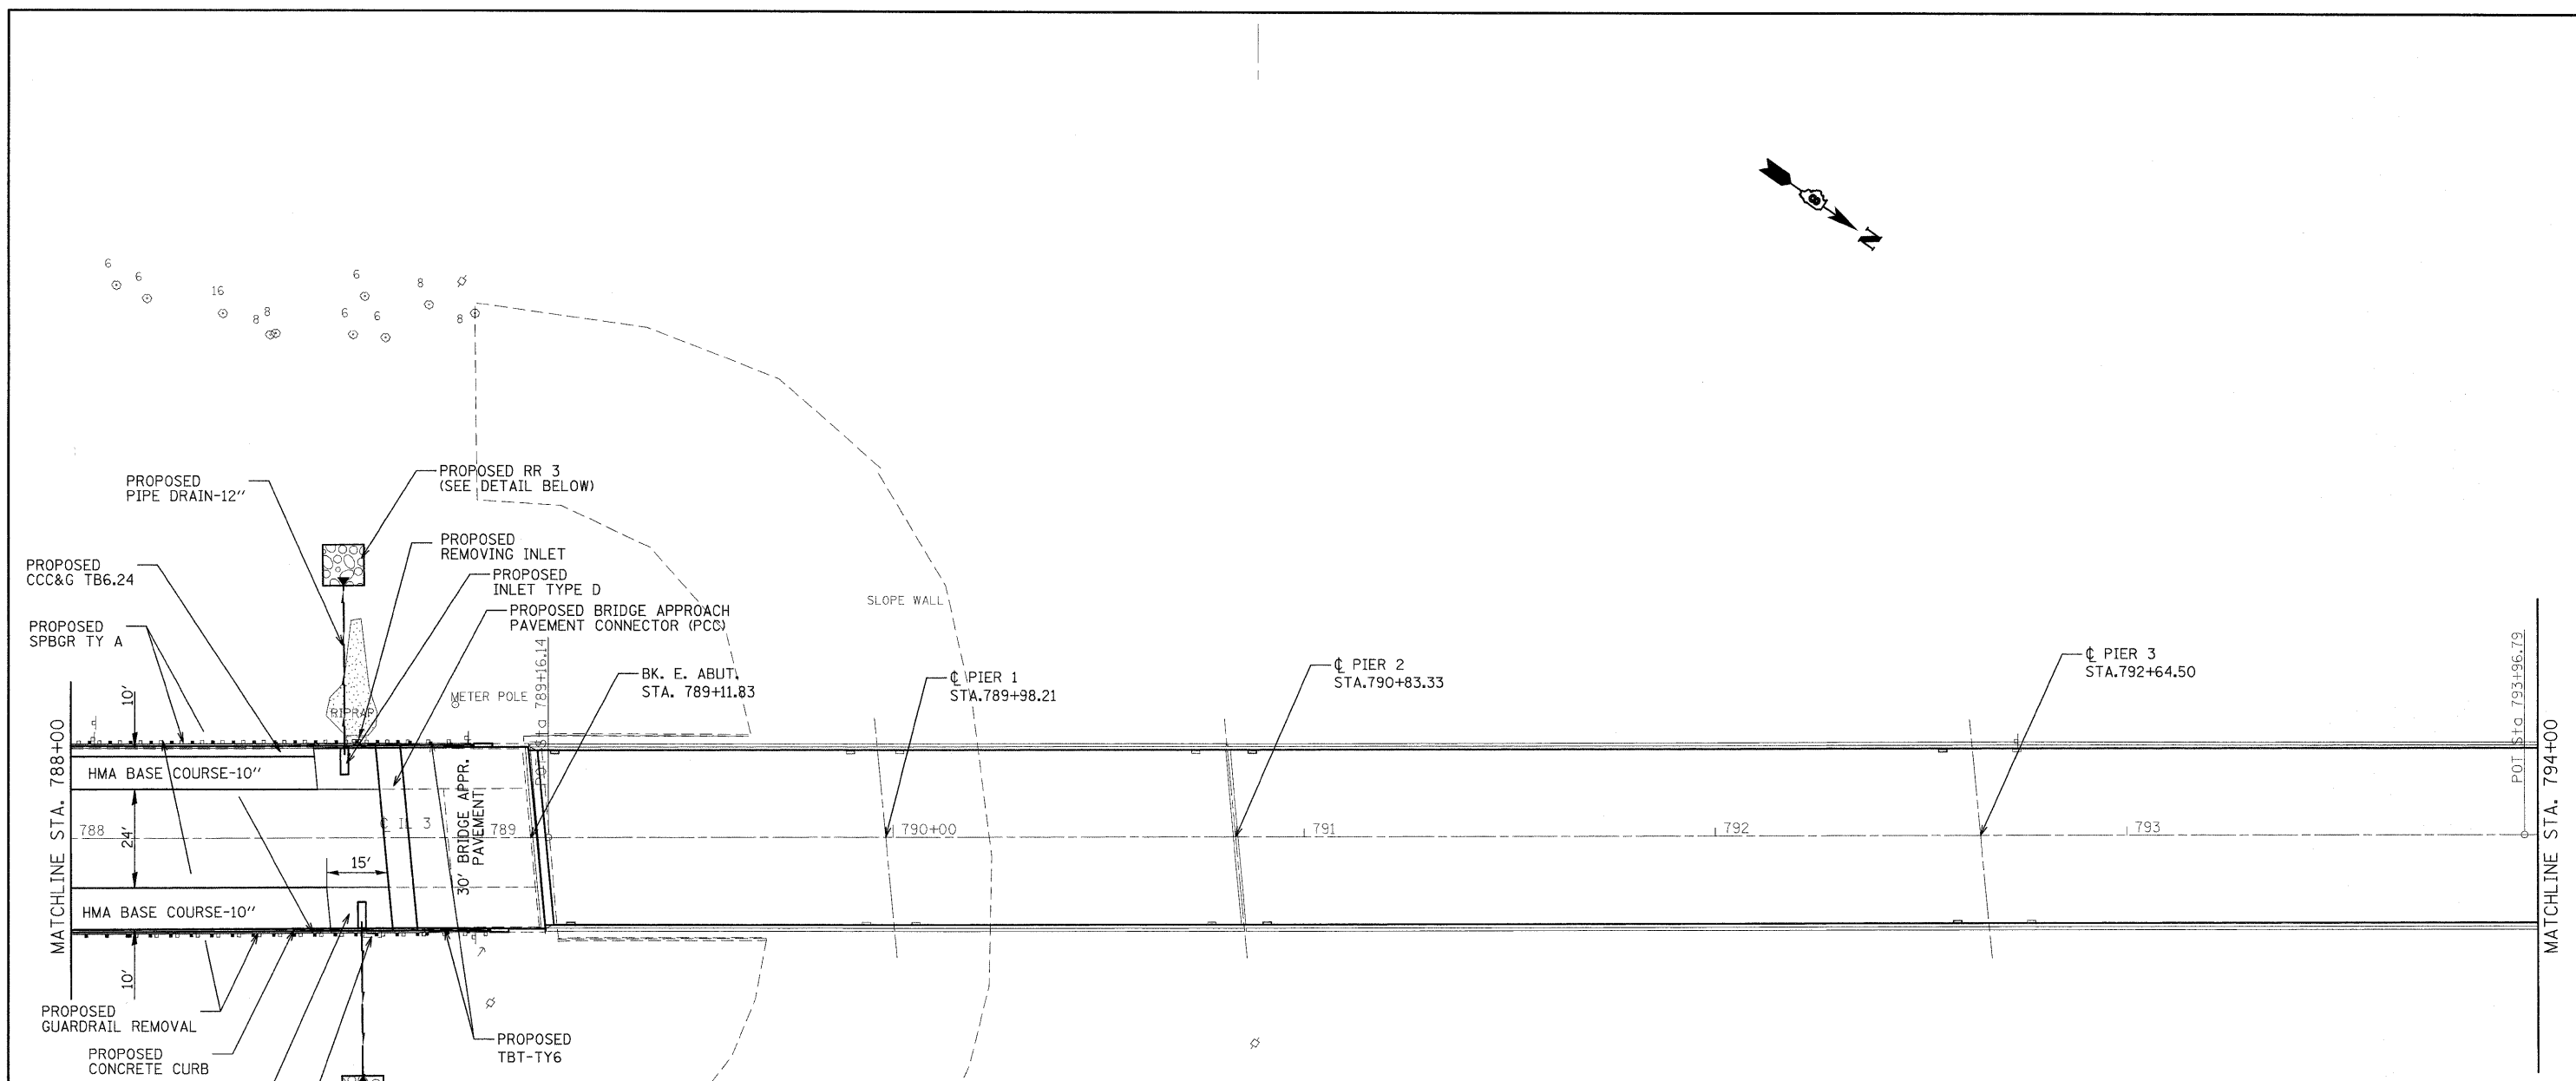 N
6
6
16
8
8
6
6
6
8
8
PROPOSED
PIPE DRAIN-12"
PROPOSED RR 3
(SEE DETAIL BELOW)
PROPOSED
REMOVING INLET
PROPOSED
INLET TYPE D
PROPOSED BRIDGE APPROACH
PAVEMENT CONNECTOR (PCC)
PROPOSED
CCC&G TB6.24
PROPOSED
SPBGR TY A
SLOPE WALL
METER POLE
RIPRAP
BK. E. ABUT.
STA. 789+11.83
Sta 789+16.14
℄ PIER 1
STA.789+98.21
℄ PIER 2
STA.790+83.33
℄ PIER 3
STA.792+64.50
POT Sta 793+96.79
MATCHLINE STA. 788+00
MATCHLINE STA. 794+00
10'
HMA BASE COURSE-10"
24'
788
℄ IL 3
789
790+00
791
792
793
15'
30' BRIDGE APPR.
PAVEMENT
HMA BASE COURSE-10"
10'
PROPOSED
GUARDRAIL REMOVAL
PROPOSED
CONCRETE CURB
PROPOSED
TBT-TY6